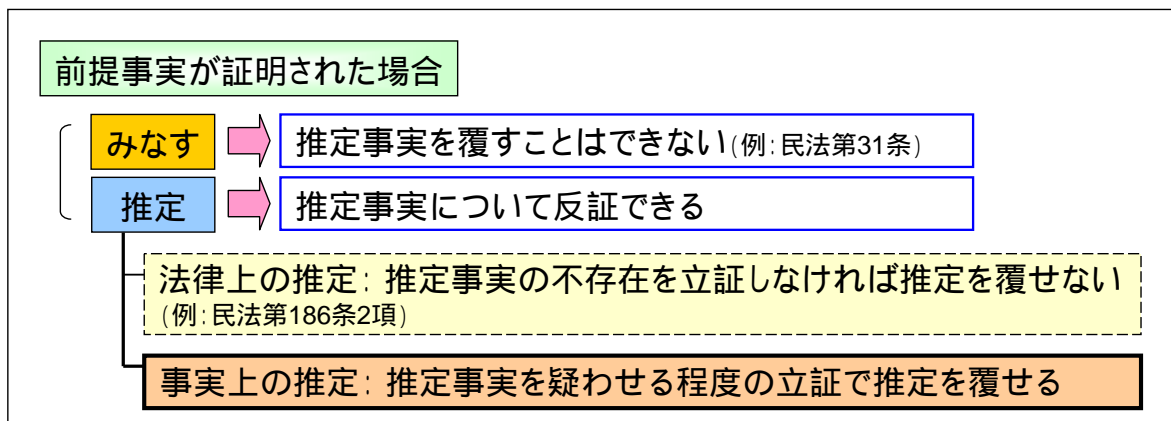 前提事実が証明された場合
みなす
推定事実を覆すことはできない(例:民法第31条)
推定
推定事実について反証できる
法律上の推定: 推定事実の不存在を立証しなければ推定を覆せない
(例:民法第186条2項)
事実上の推定: 推定事実を疑わせる程度の立証で推定を覆せる